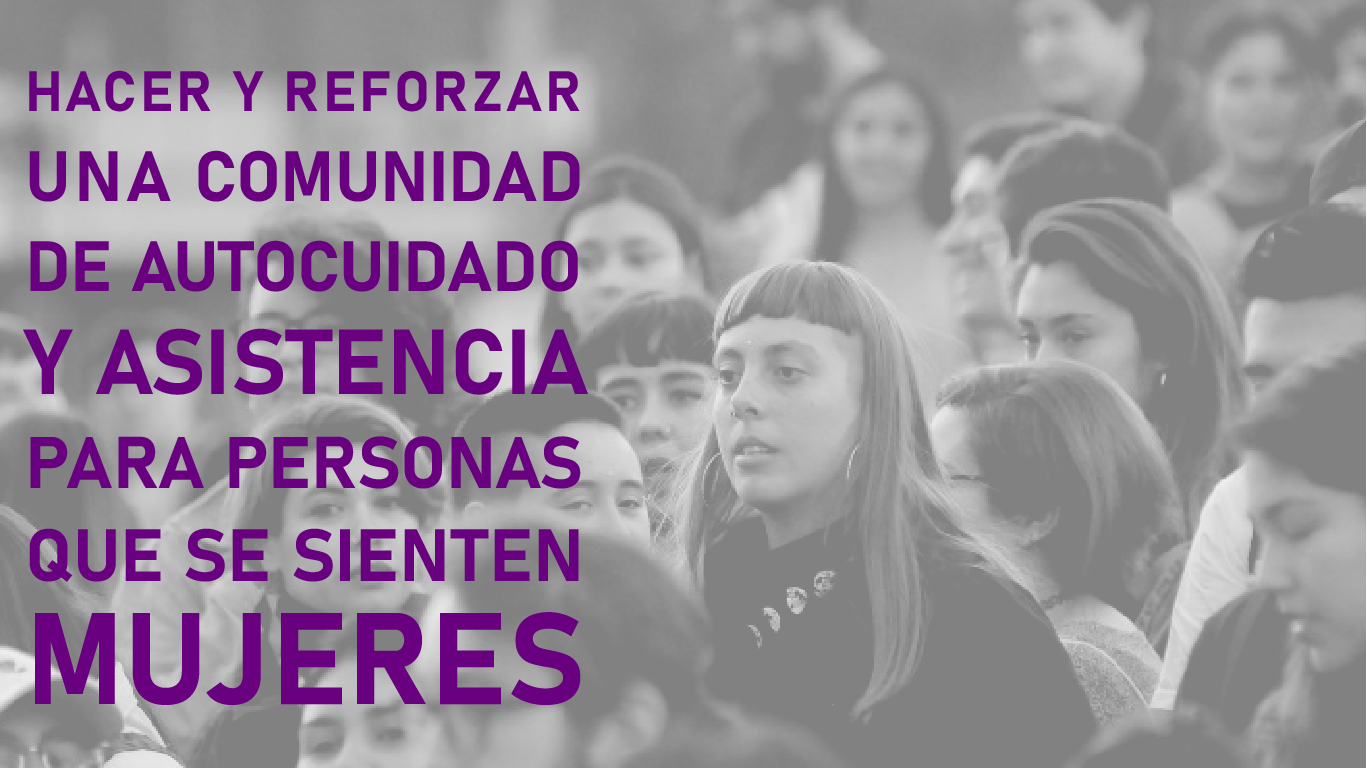 HACER Y REFORZAR
UNA COMUNIDAD
DE AUTOCUIDADO
Y ASISTENCIA
PARA PERSONAS
QUE SE SIENTEN
MUJERES